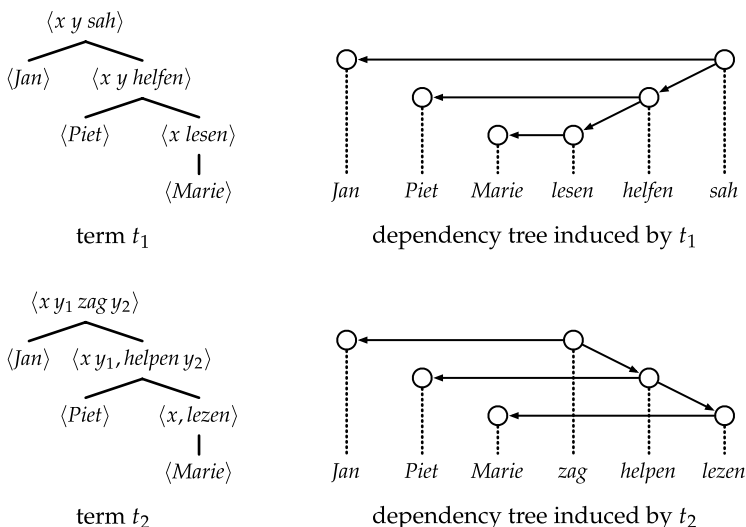 ⟨x y sah⟩
⟨Jan⟩ ⟨x y helfen⟩
⟨Piet⟩ ⟨x lesen⟩
⟨Marie⟩
term t₁
Jan Piet Marie lesen helfen sah
dependency tree induced by t₁
⟨x y₁ zag y₂⟩
⟨Jan⟩ ⟨x y₁, helpen y₂⟩
⟨Piet⟩ ⟨x, lezen⟩
⟨Marie⟩
term t₂
Jan Piet Marie zag helpen lezen
dependency tree induced by t₂